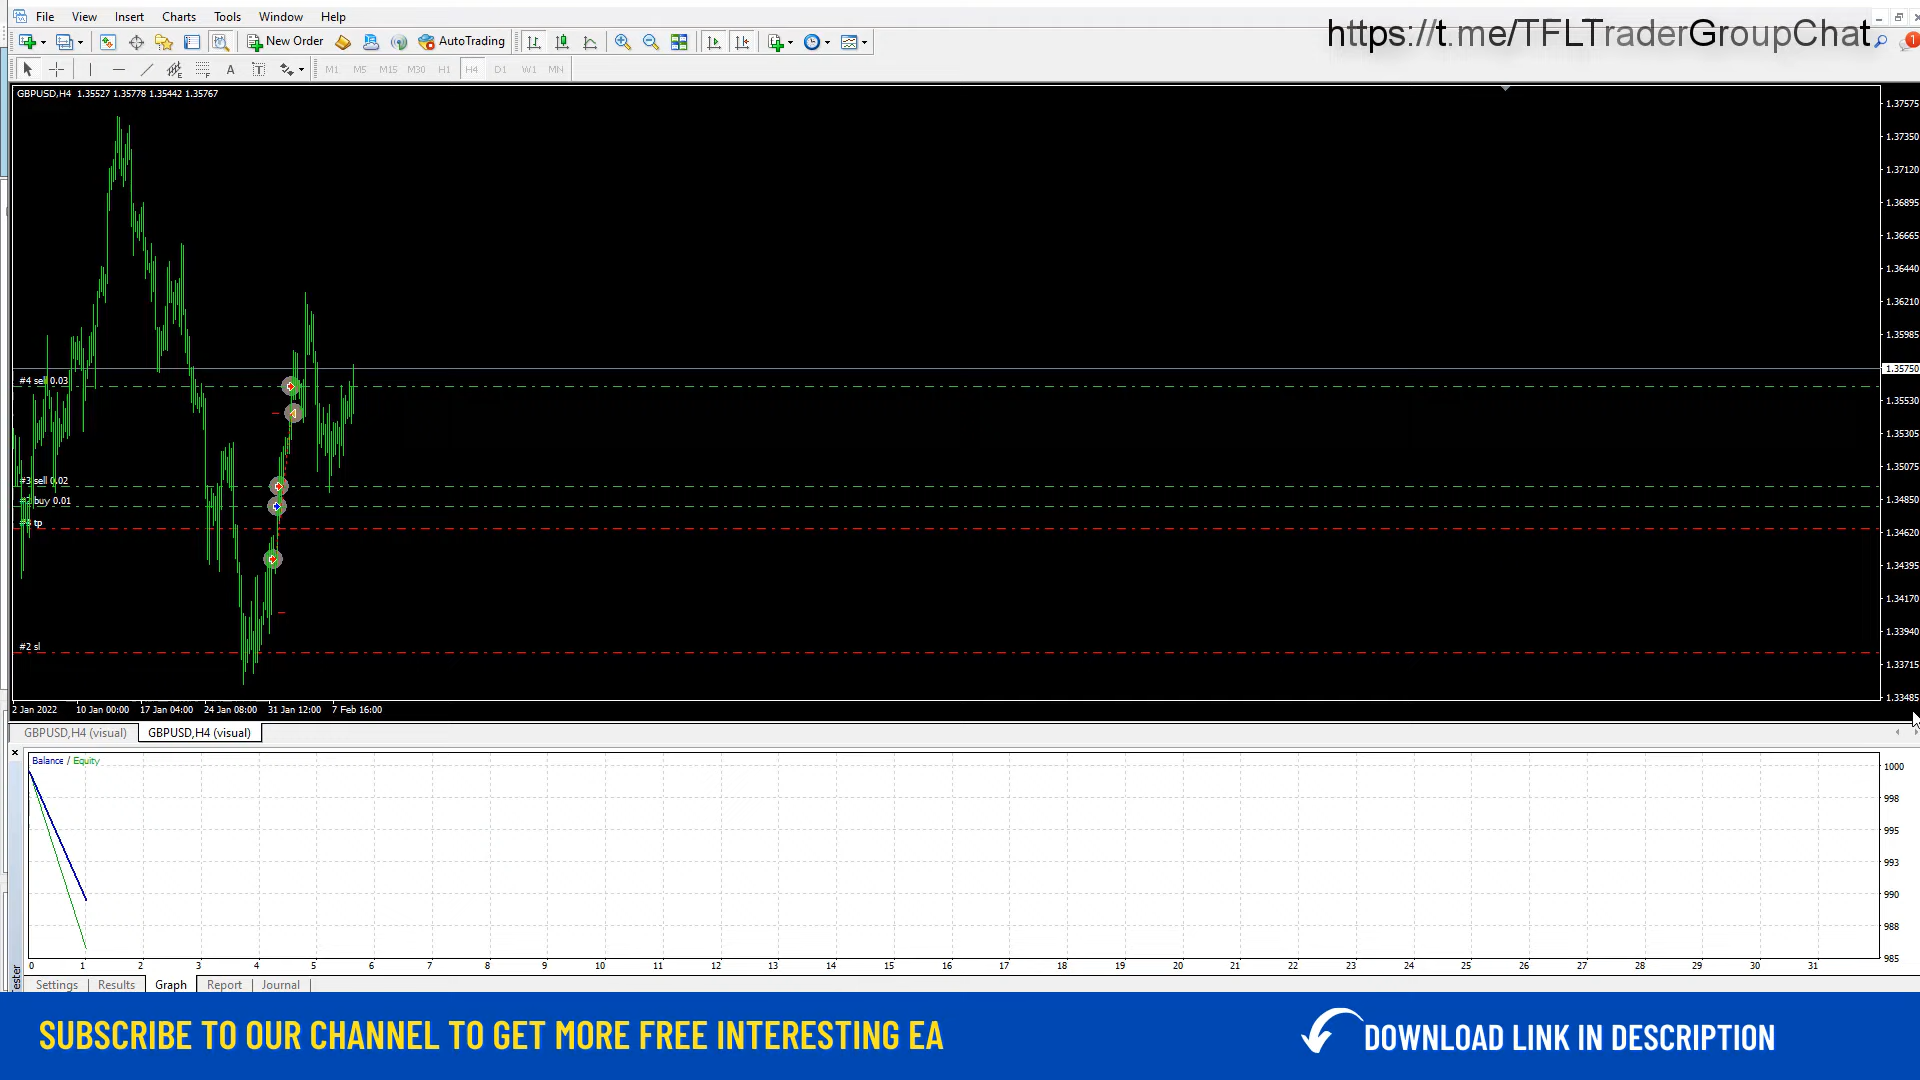 File View Insert Charts Tools Window Help
https://t.me/TFLTraderGroupChat
1
New Order AutoTrading
A T M1 M5 M15 M30 H1 H4 D1 W1 MN
GBPUSD,H4 1.35527 1.35778 1.35442 1.35767
1.37575
1.37350
1.37120
1.36895
1.36665
1.36440
1.36210
1.35985
1.35750
#4 sell 0.03
1.35530
1.35305
1.35075
#3 sell 0.02
1.34850
buy 0.01
tp
1.34620
1.34395
1.34170
1.33940
#2 sl
1.33715
1.33485
2 Jan 2022 10 Jan 00:00 17 Jan 04:00 24 Jan 08:00 31 Jan 12:00 7 Feb 16:00
GBPUSD,H4 (visual) GBPUSD,H4 (visual)
Balance / Equity
1000
998
995
993
990
988
985
0 1 2 3 4 5 6 7 8 9 10 11 12 13 14 15 16 17 18 19 20 21 22 23 24 25 26 27 28 29 30 31
Settings Results Graph Report Journal
SUBSCRIBE TO OUR CHANNEL TO GET MORE FREE INTERESTING EA
DOWNLOAD LINK IN DESCRIPTION